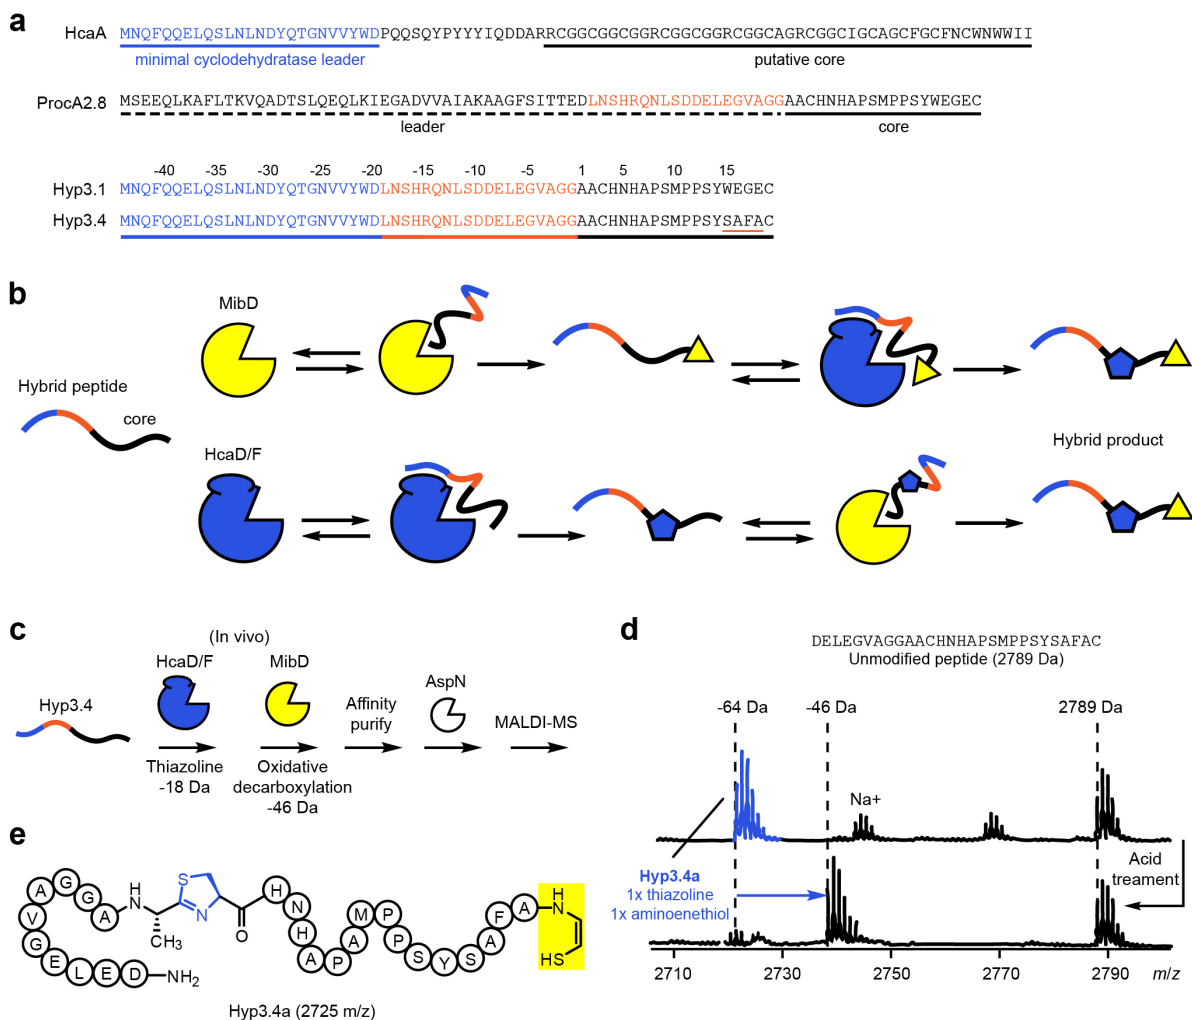 a
HcaA MNQFQQELQSLNLNDYQTGNVVYWDPQQSQYPYYYIQDDARRCGGCGGCGGRCGGCGGRCGGCAGRCGGCIGCAGCFGCFNCWNWWII
minimal cyclodehydratase leader putative core
ProcA2.8 MSEEQLKAFLTKVQADTSLQEQLKIEGADVVAIAKAAGFSITTEDLNSHRQNLSDDELEGVAGGAACHNHAPSMPPSYWEGEC
leader core
-40 -35 -30 -25 -20 -15 -10 -5 1 5 10 15
Hyp3.1 MNQFQQELQSLNLNDYQTGNVVYWDLNSHRQNLSDDELEGVAGGAACHNHAPSMPPSYWEGEC
Hyp3.4 MNQFQQELQSLNLNDYQTGNVVYWDLNSHRQNLSDDELEGVAGGAACHNHAPSMPPSYSAFAC
b
MibD
Hybrid peptide
core
HcaD/F
Hybrid product
c
(In vivo)
HcaD/F MibD
Hyp3.4
Affinity
purify
AspN
MALDI-MS
Thiazoline
-18 Da
Oxidative
decarboxylation
-46 Da
d
DELEGVAGGAACHNHAPSMPPSYSAFAC
Unmodified peptide (2789 Da)
-64 Da -46 Da 2789 Da
Na+
Hyp3.4a
1x thiazoline
1x aminoenethiol
Acid
treament
2710 2730 2750 2770 2790 m/z
e
D E L E G V A G G A
NH2
H
N
CH3
S
N
O
H N H A P A M P P S Y S A F A
H
N
HS
Hyp3.4a (2725 m/z)